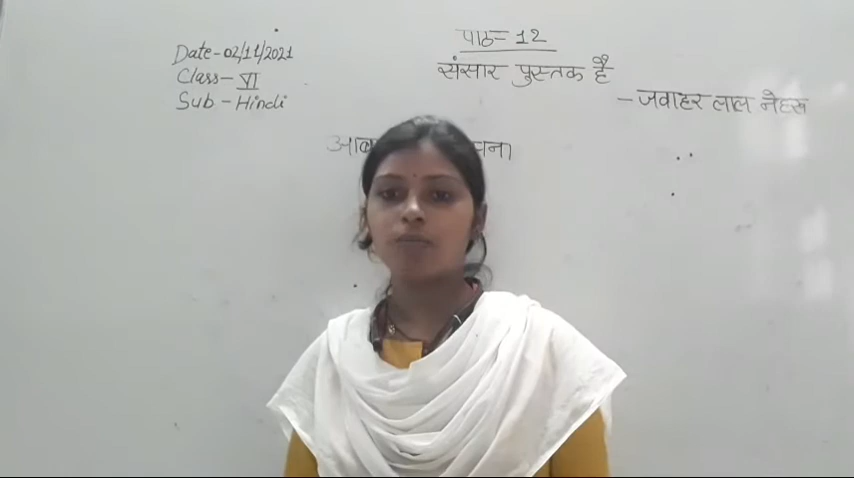 Date-02/11/2021
Class-VI
Sub-Hindi
पाठ-12
संसार पुस्तक है
-जवाहर लाल नेहरू